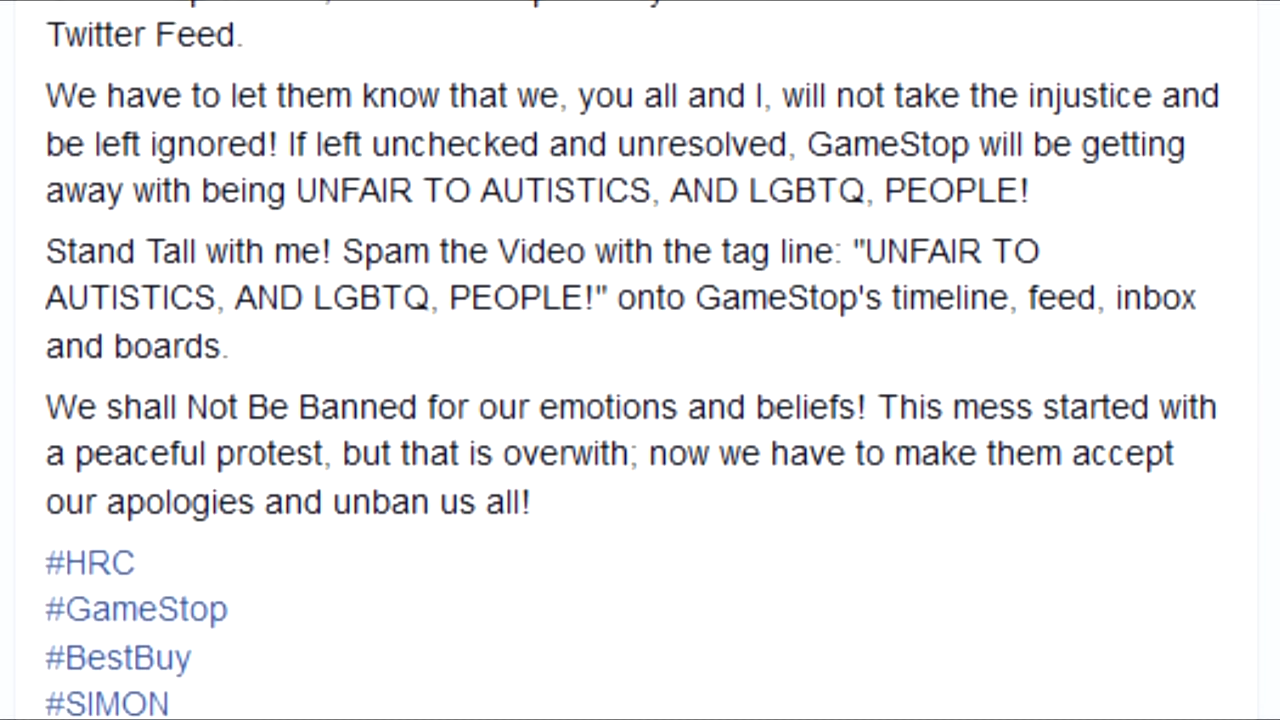 Twitter Feed.
We have to let them know that we, you all and I, will not take the injustice and
be left ignored! If left unchecked and unresolved, GameStop will be getting
away with being UNFAIR TO AUTISTICS, AND LGBTQ, PEOPLE!
Stand Tall with me! Spam the Video with the tag line: "UNFAIR TO
AUTISTICS, AND LGBTQ, PEOPLE!" onto GameStop's timeline, feed, inbox
and boards.
We shall Not Be Banned for our emotions and beliefs! This mess started with
a peaceful protest, but that is overwith; now we have to make them accept
our apologies and unban us all!
#HRC
#GameStop
#BestBuy
#SIMON